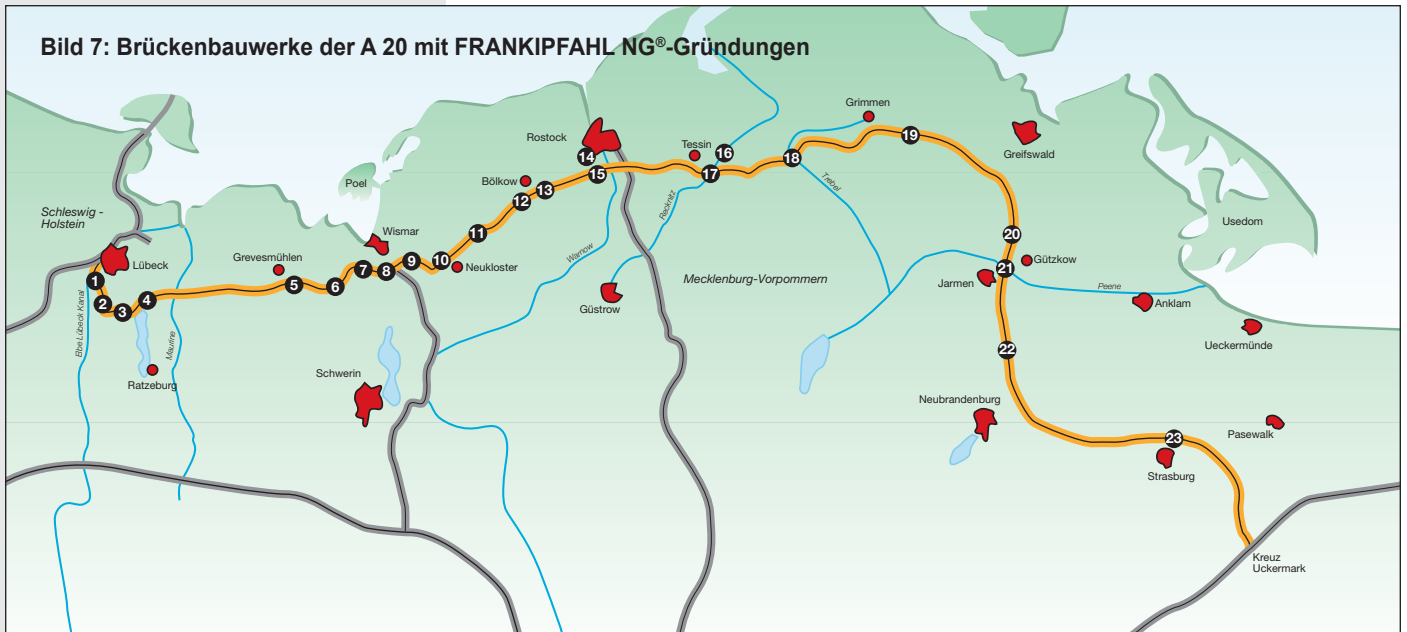 Bild 7: Brückenbauwerke der A 20 mit FRANKIPFAHL NG®-Gründungen
Grimmen
Rostock
19
Greifswald
Tessin
16
14
18
15
17
Bölkow
13
12
Poel
Trebel
Recknitz
Schleswig -
Holstein
Usedom
Wismar
11
20
Warnow
Lübeck
Grevesmühlen
7
8
9
10
Neukloster
21
Gützkow
Jarmen
Mecklenburg-Vorpommern
1
5
6
Peene
2
3
4
Anklam
Güstrow
Elbe Lübeck Kanal
Maurine
Ueckermünde
22
Schwerin
Ratzeburg
Neubrandenburg
23
Pasewalk
Strasburg
Kreuz
Uckermark